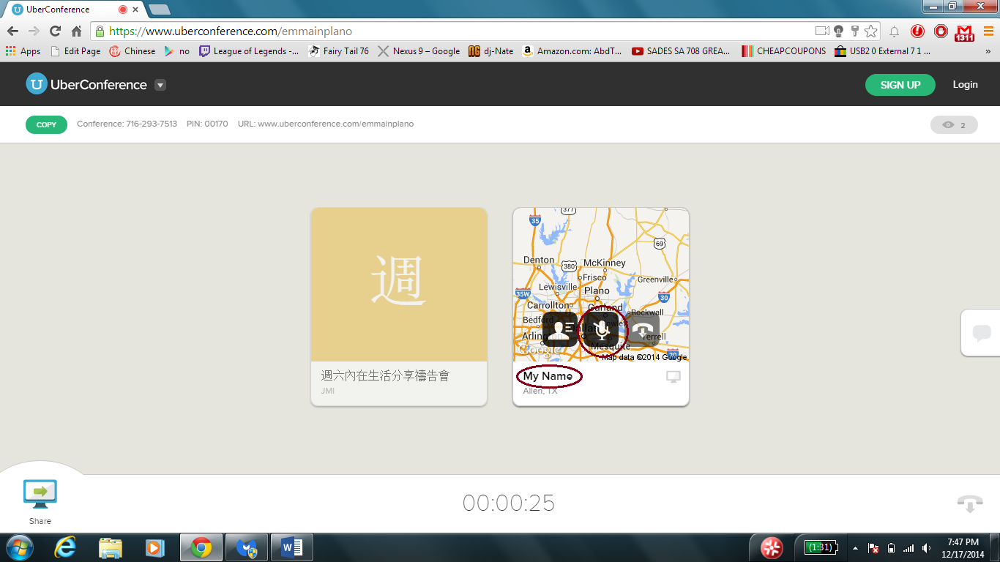 UberConference
https://www.uberconference.com/emmainplano
1311
Apps Edit Page Chinese no League of Legends -... Fairy Tail 76 Nexus 9 – Google dj-Nate Amazon.com: AbdT... SADES SA 708 GREA... CHEAPCOUPONS USB2 0 External 7 1 ... »
UberConference SIGN UP Login
COPY Conference: 716-293-7513 PIN: 00170 URL: www.uberconference.com/emmainplano 2
週
週六內在生活分享禱告會
JMI
377
35
69
Denton 380 McKinney
Frisco Greenville
35W Lewisville Plano 30
Carrollton Garland Rockwall
Bedford
Arlington Dallas Terrell
Mesquite
Google 20
Map data ©2014 Google
My Name
Allen, TX
00:00:25
Share
(1:31) 7:47 PM
12/17/2014